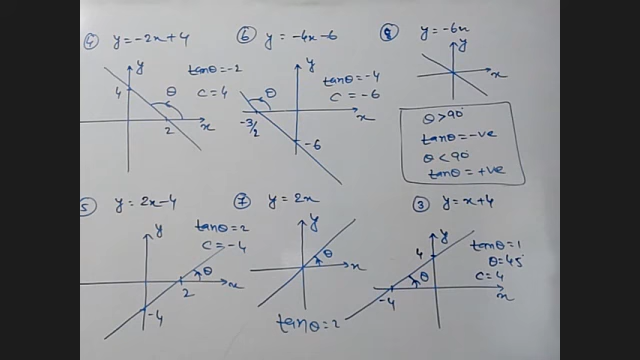 ④ y=-2x+4
y
tanθ=-2
4
θ
C=4
2
x
⑥ y=-4x-6
y
θ
tanθ=-4
C=-6
-3/2
x
-6
y=-6x
y
x
θ>90°
tanθ=-ve
θ<90°
tanθ=+ve
⑤ y=2x-4
y
tanθ=2
C=-4
θ
2
x
-4
⑦ y=2x
y
θ
x
tanθ=2
③ y=x+4
y
4
tanθ=1
θ=45°
C=4
θ
-4
x